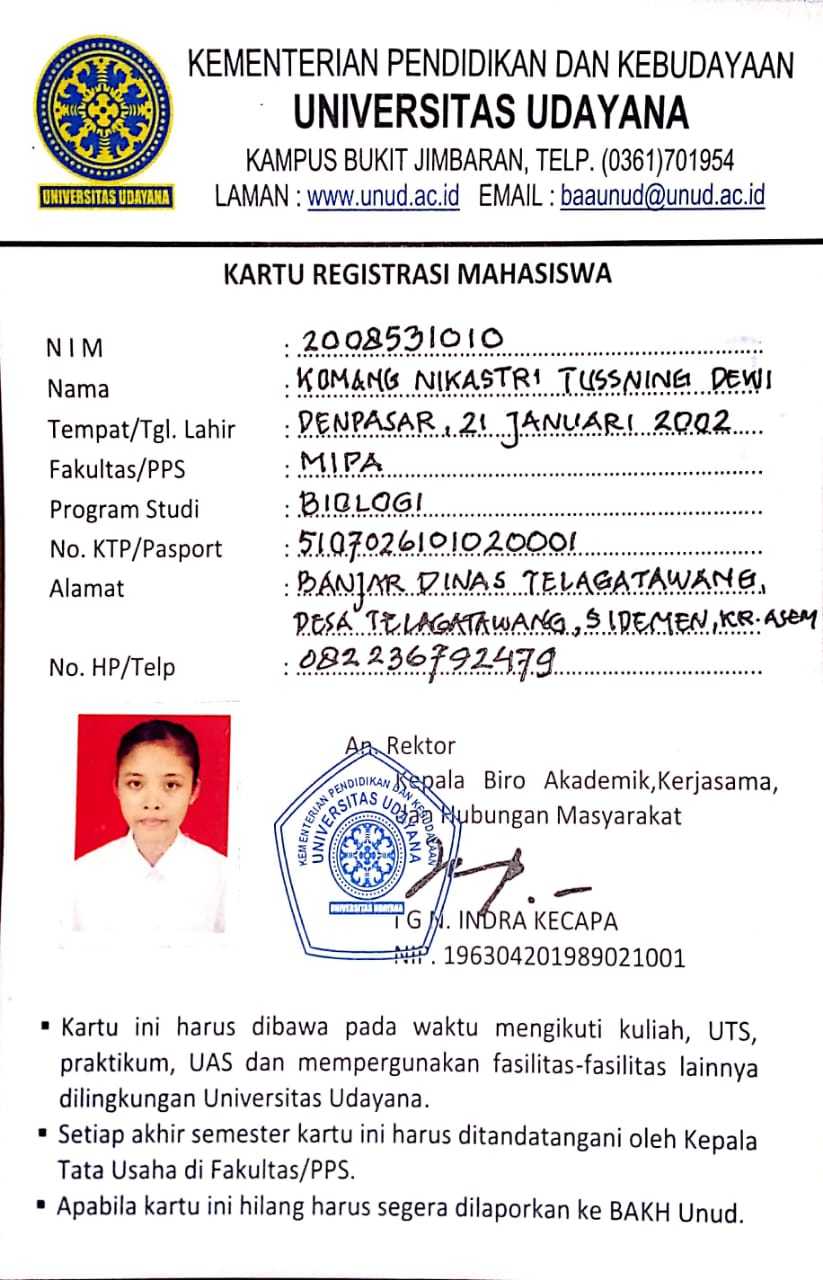 KEMENTERIAN PENDIDIKAN DAN KEBUDAYAAN
UNIVERSITAS UDAYANA
KAMPUS BUKIT JIMBARAN, TELP. (0361)701954
LAMAN : www.unud.ac.id EMAIL : baaunud@unud.ac.id
UNIVERSITAS UDAYANA
KARTU REGISTRASI MAHASISWA
N I M : 2008531010
Nama : KOMANG NIKASTRI TUSSNING DEWI
Tempat/Tgl. Lahir : DENPASAR, 21 JANUARI 2002
Fakultas/PPS : MIPA
Program Studi : BIOLOGI
No. KTP/Pasport : 5107026101020001
Alamat : BANJAR DINAS TELAGATAWANG,
DESA TELAGATAWANG, SIDEMEN, KR. ASEM
No. HP/Telp : 082236792479
An. Rektor
Kepala Biro Akademik,Kerjasama,
dan Hubungan Masyarakat
KEMENTERIAN PENDIDIKAN DAN KEBUDAYAAN
UNIVERSITAS UDAYANA
UNIVERSITAS UDAYANA
I G N. INDRA KECAPA
NIP. 196304201989021001
▪ Kartu ini harus dibawa pada waktu mengikuti kuliah, UTS,
praktikum, UAS dan mempergunakan fasilitas-fasilitas lainnya
dilingkungan Universitas Udayana.
▪ Setiap akhir semester kartu ini harus ditandatangani oleh Kepala
Tata Usaha di Fakultas/PPS.
▪ Apabila kartu ini hilang harus segera dilaporkan ke BAKH Unud.